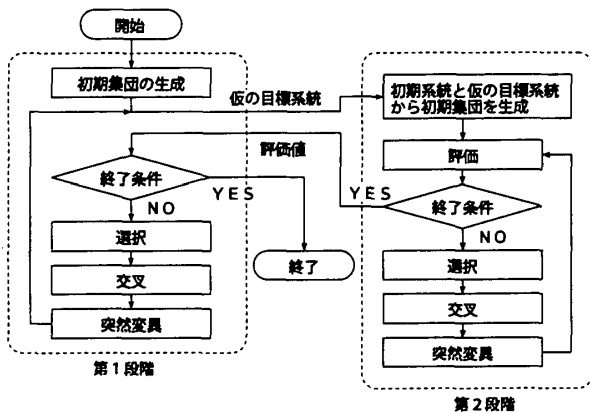 開始
初期集団の生成
仮の目標系統
評価値
終了条件
YES
NO
選択
交叉
突然変異
終了
第1段階
初期系統と仮の目標系統
から初期集団を生成
評価
終了条件
YES
NO
選択
交叉
突然変異
第2段階